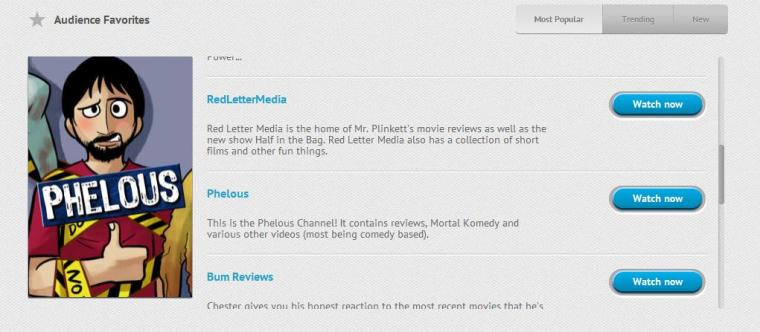 Audience Favorites
Most Popular
Trending
New
Power...
RedLetterMedia
Watch now
Red Letter Media is the home of Mr. Plinkett's movie reviews as well as the
new show Half in the Bag. Red Letter Media also has a collection of short
films and other fun things.
PHELOUS
DO
NO
Phelous
Watch now
This is the Phelous Channel! It contains reviews, Mortal Komedy and
various other videos (most being comedy based).
Bum Reviews
Watch now
Chester gives you his honest reaction to the most recent movies that he's